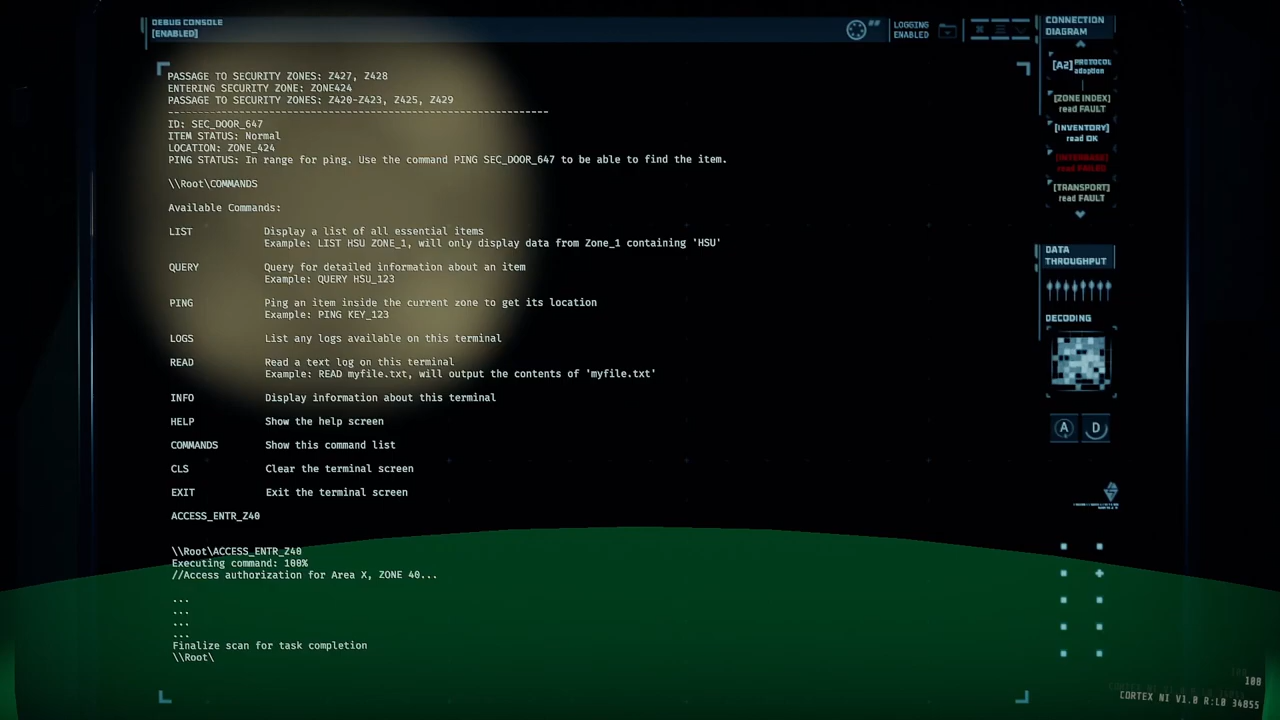 DEBUG CONSOLE
[ENABLED]
LOGGING
ENABLED
PASSAGE TO SECURITY ZONES: Z427, Z428
ENTERING SECURITY ZONE: ZONE424
PASSAGE TO SECURITY ZONES: Z420-Z423, Z425, Z429
----------------------------------------------------------------
ID: SEC_DOOR_647
ITEM STATUS: Normal
LOCATION: ZONE_424
PING STATUS: In range for ping. Use the command PING SEC_DOOR_647 to be able to find the item.
\\Root\COMMANDS
Available Commands:
LIST Display a list of all essential items
Example: LIST HSU ZONE_1, will only display data from Zone_1 containing 'HSU'
QUERY Query for detailed information about an item
Example: QUERY HSU_123
PING Ping an item inside the current zone to get its location
Example: PING KEY_123
LOGS List any logs available on this terminal
READ Read a text log on this terminal
Example: READ myfile.txt, will output the contents of 'myfile.txt'
INFO Display information about this terminal
HELP Show the help screen
COMMANDS Show this command list
CLS Clear the terminal screen
EXIT Exit the terminal screen
ACCESS_ENTR_Z40
\\Root\ACCESS_ENTR_Z40
Executing command: 100%
//Access authorization for Area X, ZONE 40...
...
...
...
...
Finalize scan for task completion
\\Root\
CONNECTION
DIAGRAM
[A2] PROTOCOL
adaption
[ZONE INDEX]
read FAULT
[INVENTORY]
read OK
read FAILED
[TRANSPORT]
read FAULT
DATA
THROUGHPUT
DECODING
A D
100
CORTEX NI V1.0 R:L0 34855